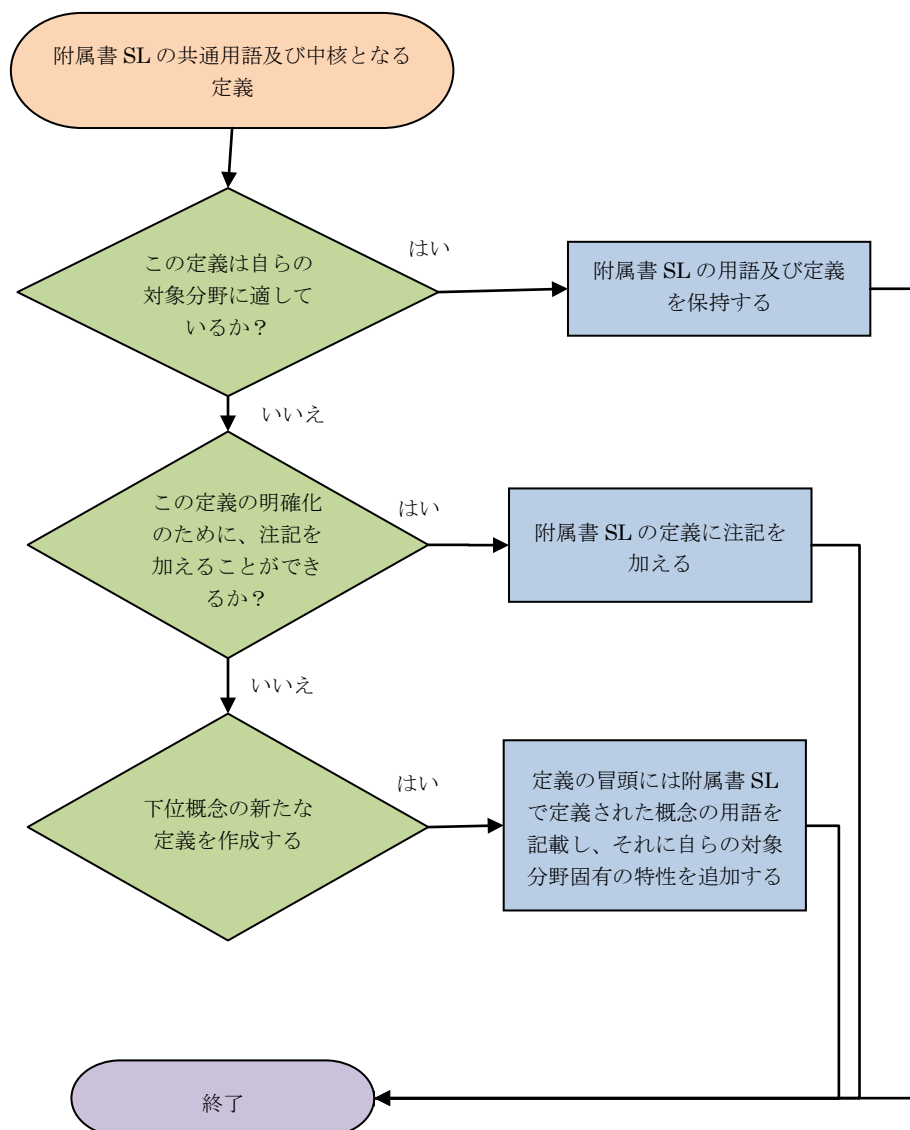 附属書 SL の共通用語及び中核となる
定義
この定義は自らの
対象分野に適して
いるか？
はい
附属書 SL の用語及び定義
を保持する
いいえ
この定義の明確化
のために、注記を
加えることができ
るか？
はい
附属書 SL の定義に注記を
加える
いいえ
下位概念の新たな
定義を作成する
はい
定義の冒頭には附属書 SL
で定義された概念の用語を
記載し、それに自らの対象
分野固有の特性を追加する
終了